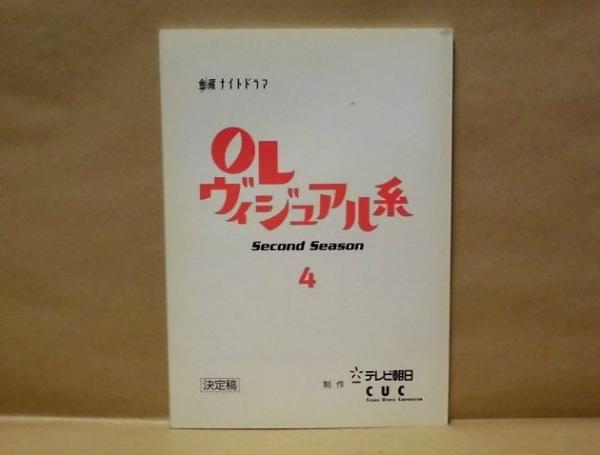 金曜ナイトドラマ
OL
ヴィジュアル系
Second Season
4
決定稿
制作 テレビ朝日
CUC